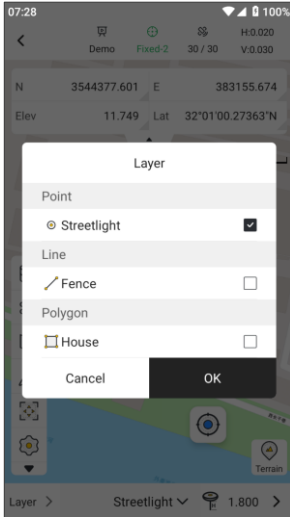 07:28 100%
Demo Fixed-2 30 / 30 H:0.020
V:0.030
N 3544377.601 E 383155.674
Elev 11.749 Lat 32°01'00.27363"N
Layer
Point
Streetlight
Line
Fence
Polygon
House
Cancel OK
Terrain
Layer > Streetlight 1.800 >